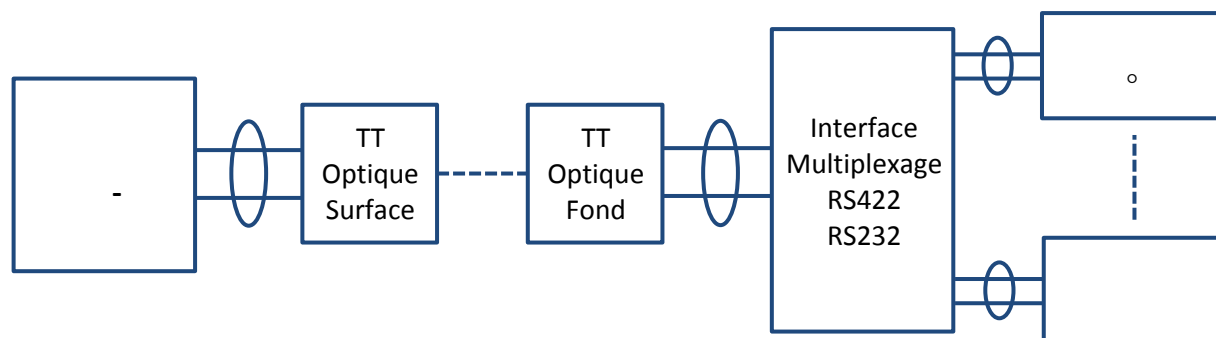 -
TT
Optique
Surface
TT
Optique
Fond
Interface
Multiplexage
RS422
RS232
°